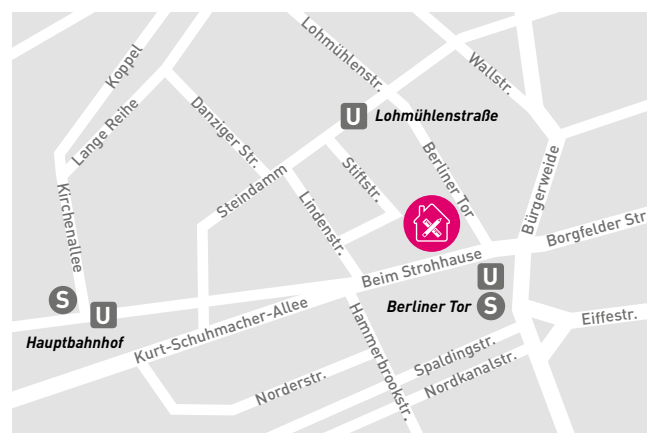 Lohmühlenstr.
Koppel
Wallstr.
Lange Reihe
Danziger Str.
U Lohmühlenstraße
Stiftstr.
Berliner Tor
Kirchenallee
Steindamm
Lindenstr.
Bürgerweide
Borgfelder Str
Beim Strohhause
S
U
Hauptbahnhof
U
Berliner Tor S
Kurt-Schuhmacher-Allee
Hammerbrookstr.
Eiffestr.
Spaldingstr.
Nordkanalstr.
Norderstr.